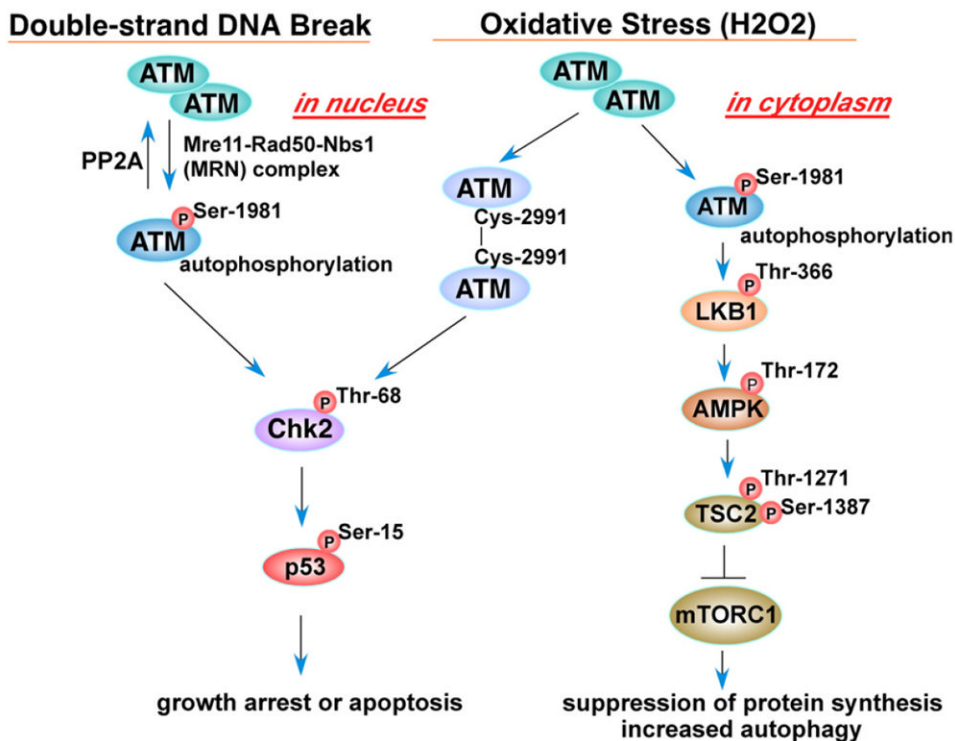 Double-strand DNA Break
ATM
ATM
in nucleus
PP2A
Mre11-Rad50-Nbs1
(MRN) complex
P
Ser-1981
ATM
autophosphorylation
Oxidative Stress (H2O2)
ATM
ATM
in cytoplasm
ATM
Cys-2991
Cys-2991
ATM
P
Thr-68
Chk2
P
Ser-15
p53
growth arrest or apoptosis
P
Ser-1981
ATM
autophosphorylation
Thr-366
P
LKB1
Thr-172
P
AMPK
Thr-1271
P
TSC2
P
Ser-1387
mTORC1
suppression of protein synthesis
increased autophagy